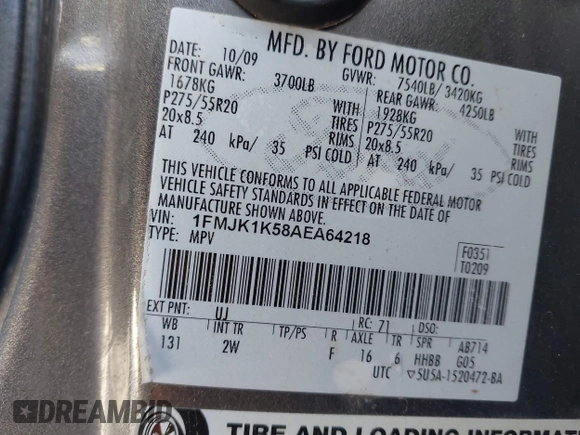 MFD. BY FORD MOTOR CO.
DATE: 10/09 GVWR: 7540LB/ 3420KG
FRONT GAWR: 3700LB REAR GAWR: 4250LB
1678KG WITH 1928KG WITH
P275/55R20 TIRES P275/55R20 TIRES
20x8.5 RIMS 20x8.5 RIMS
AT 240 kPa/ 35 PSI COLD AT 240 kPa/ 35 PSI COLD
THIS VEHICLE CONFORMS TO ALL APPLICABLE FEDERAL MOTOR
VEHICLE SAFETY STANDARDS IN EFFECT ON THE DATE OF
MANUFACTURE SHOWN ABOVE.
VIN: 1FMJK1K58AEA64218
TYPE: MPV
F0351
T0209
EXT PNT: UJ RC: 71 DSO:
WB INT TR TP/PS R AXLE TR SPR AB714
131 2W F 16 6 HHBB G05
UTC ▽5U5A-1520472-BA
DREAMBID
TIRE AND LOADING INFORMATION